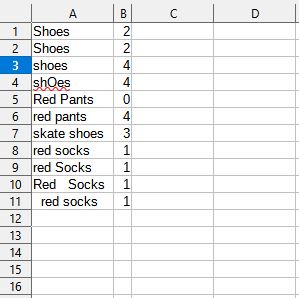 A B C D
1 Shoes 2
2 Shoes 2
3 shoes 4
4 shOes 4
5 Red Pants 0
6 red pants 4
7 skate shoes 3
8 red socks 1
9 red Socks 1
10 Red   Socks 1
11   red socks 1
12
13
14
15
16